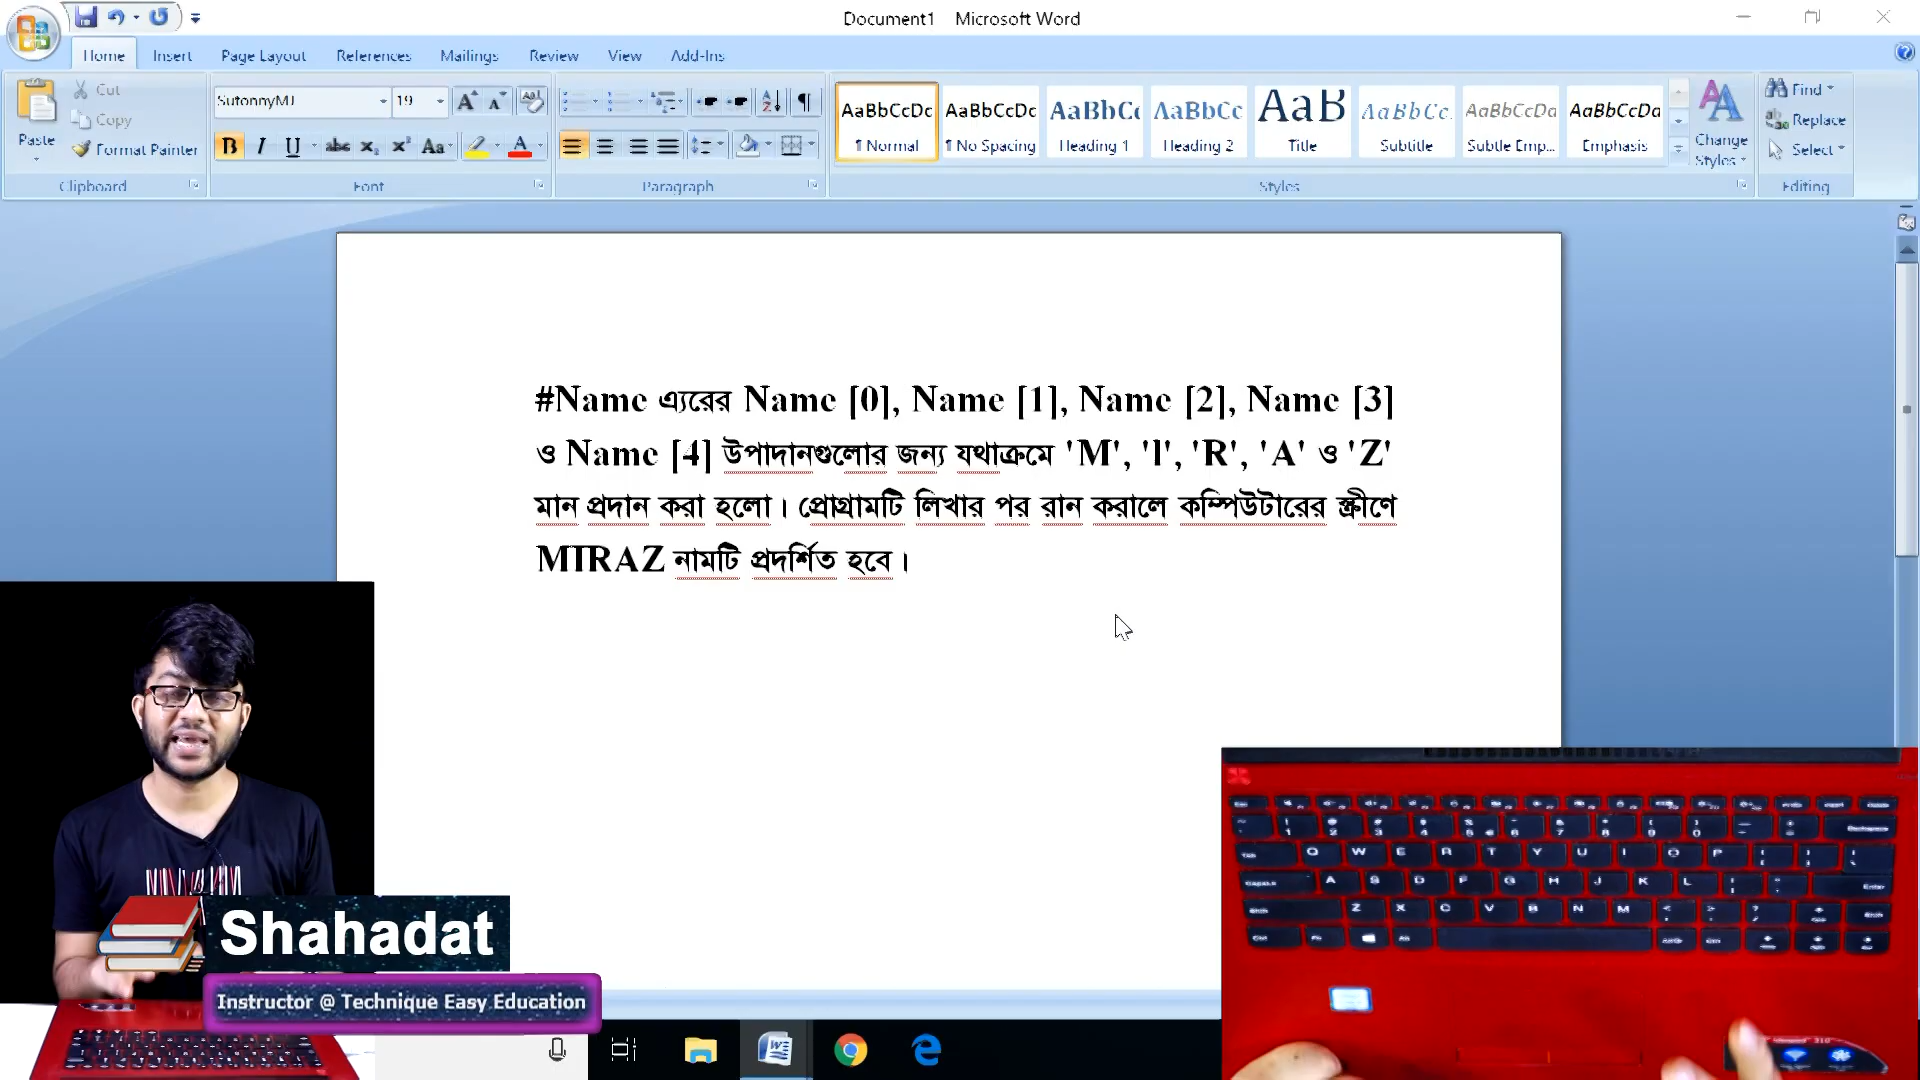 Document1 Microsoft Word
Home Insert Page Layout References Mailings Review View Add-Ins
Paste
Cut
Copy
Format Painter
Clipboard
SutonnyMJ 19
Font
Paragraph
AaBbCcDc AaBbCcDc AaBbCc AaBbCc AaB AaBbCc. AaBbCcDa AaBbCcDa
¶ Normal ¶ No Spacing Heading 1 Heading 2 Title Subtitle Subtle Emp... Emphasis
Change Styles
Styles
Find
Replace
Select
Editing
#Name এ্যরের Name [0], Name [1], Name [2], Name [3]
ও Name [4] উপাদানগুলোর জন্য যথাক্রমে 'M', 'I', 'R', 'A' ও 'Z'
মান প্রদান করা হলো। প্রোগ্রামটি লিখার পর রান করালে কম্পিউটারের স্ক্রীণে
MIRAZ নামটি প্রদর্শিত হবে।
Shahadat
Instructor @ Technique Easy Education
Q W E R T Y U I O P
A S D F G H J K L
Z X C V B N M